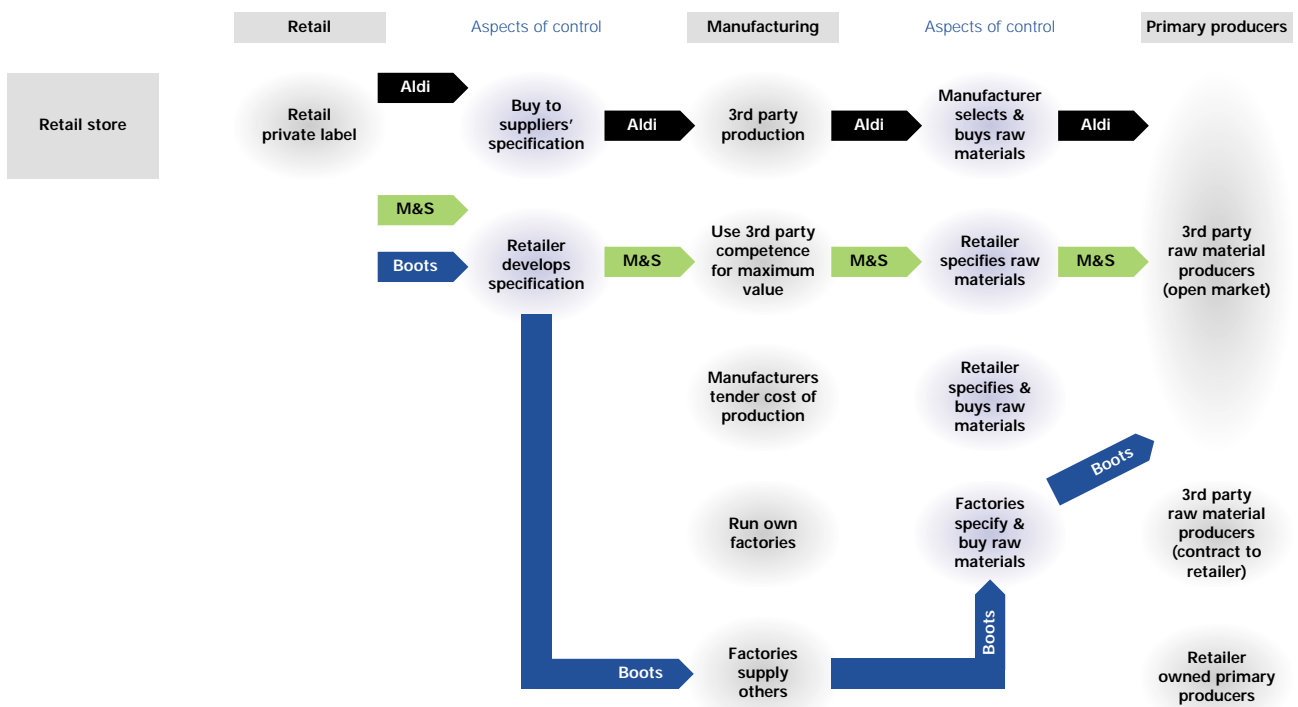 Retail
Aspects of control
Manufacturing
Aspects of control
Primary producers
Retail store
Retail
private label
Aldi
Buy to
suppliers’
specification
Aldi
3rd party
production
Aldi
Manufacturer
selects &
buys raw
materials
Aldi
M&S
Boots
Retailer
develops
specification
M&S
Use 3rd party
competence
for maximum
value
M&S
Retailer
specifies raw
materials
M&S
3rd party
raw material
producers
(open market)
Manufacturers
tender cost of
production
Retailer
specifies &
buys raw
materials
Boots
Run own
factories
Factories
specify &
buy raw
materials
3rd party
raw material
producers
(contract to
retailer)
Boots
Boots
Factories
supply
others
Retailer
owned primary
producers